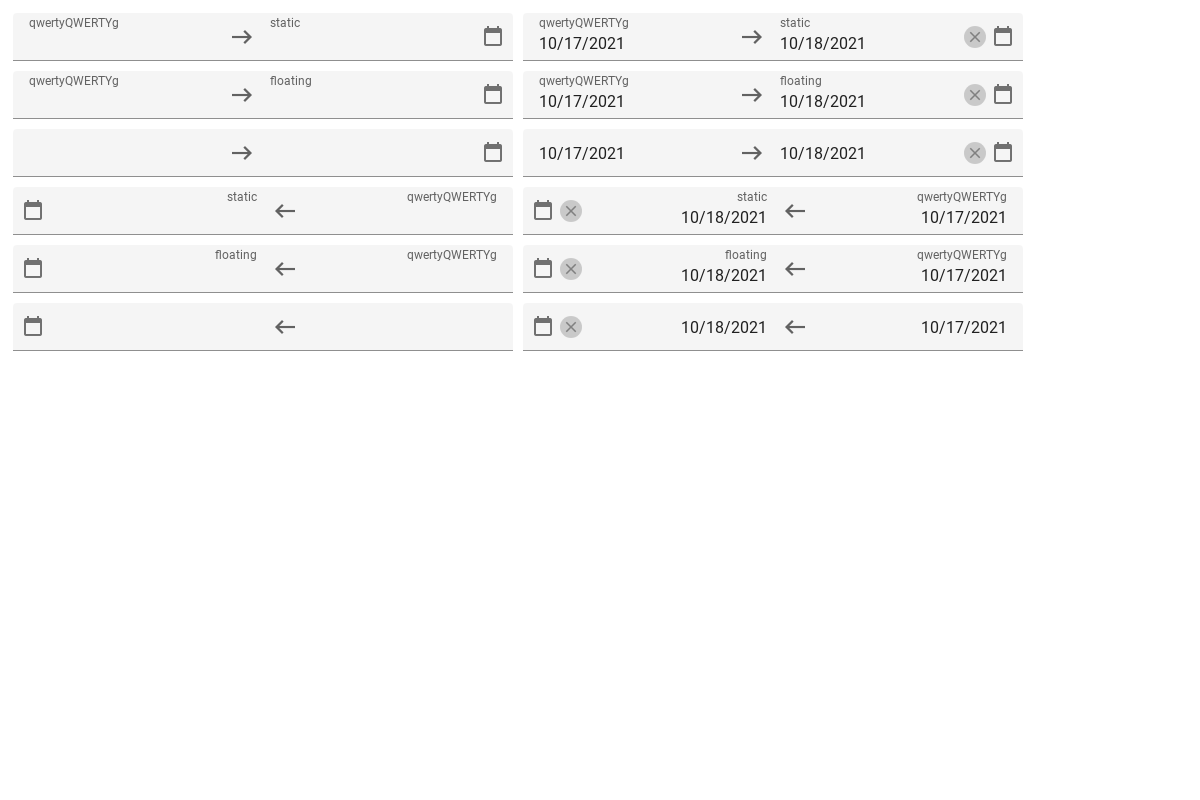 qwertyQWERTYg static qwertyQWERTYg static
10/17/2021 10/18/2021
qwertyQWERTYg floating qwertyQWERTYg floating
10/17/2021 10/18/2021
10/17/2021 10/18/2021
static qwertyQWERTYg static qwertyQWERTYg
10/18/2021 10/17/2021
floating qwertyQWERTYg floating qwertyQWERTYg
10/18/2021 10/17/2021
10/18/2021 10/17/2021